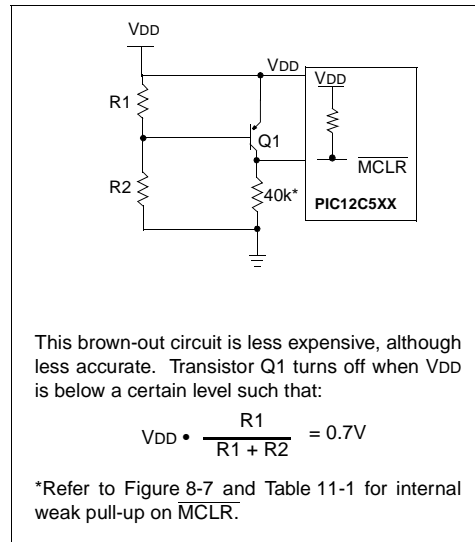 VDD
VDD
VDD
R1
Q1
MCLR
R2
40k*
PIC12C5XX
This brown-out circuit is less expensive, although
less accurate. Transistor Q1 turns off when VDD
is below a certain level such that:
VDD • R1 / R1 + R2 = 0.7V
*Refer to Figure 8-7 and Table 11-1 for internal
weak pull-up on MCLR.